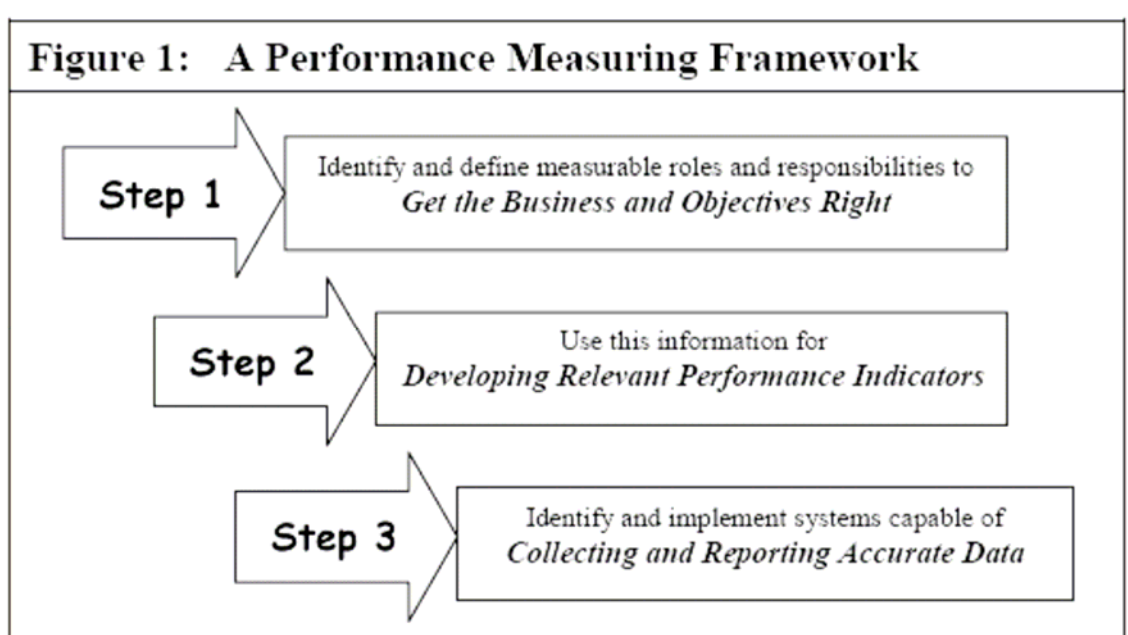 Figure 1: A Performance Measuring Framework
Step 1
Identify and define measurable roles and responsibilities to
Get the Business and Objectives Right
Step 2
Use this information for
Developing Relevant Performance Indicators
Step 3
Identify and implement systems capable of
Collecting and Reporting Accurate Data